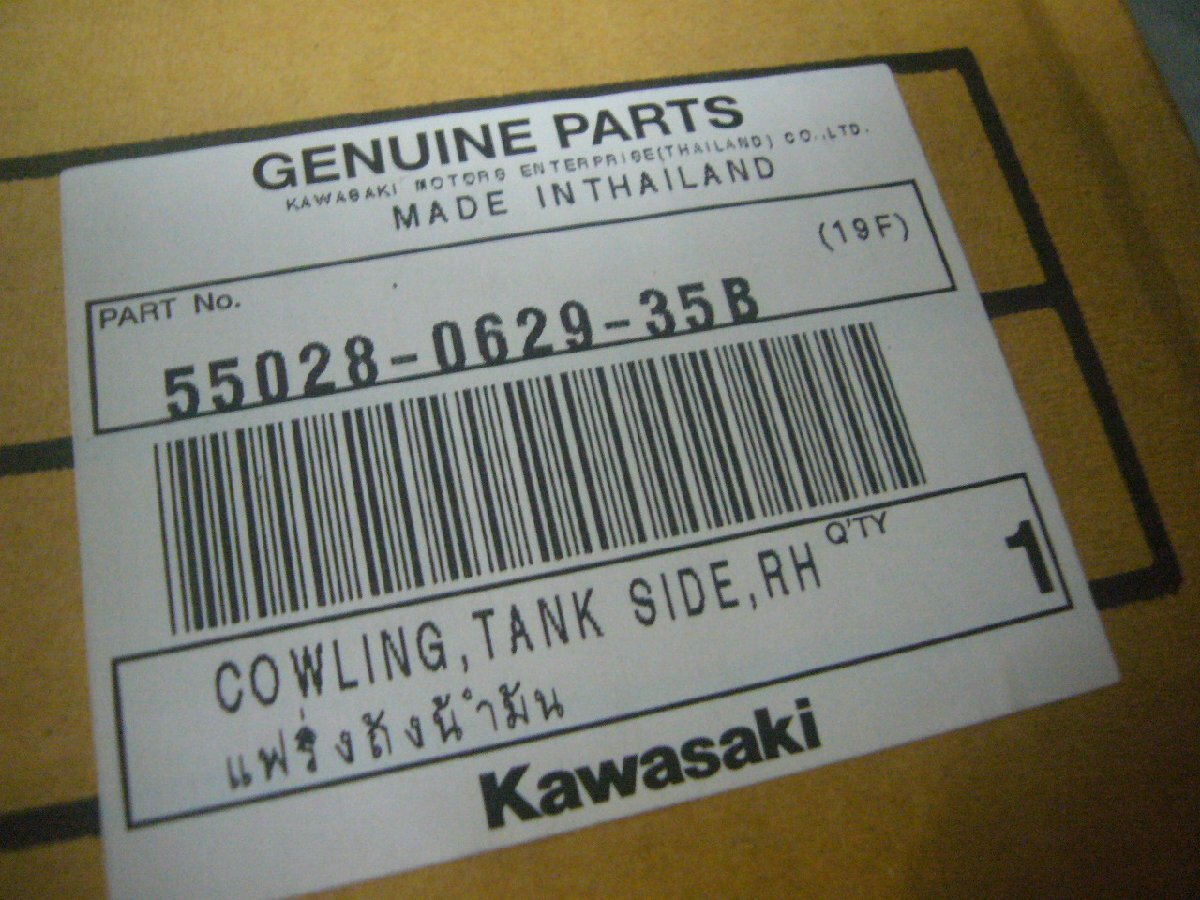 GENUINE PARTS
KAWASAKI MOTORS ENTERPRISE(THAILAND) CO.,LTD.
MADE INTHAILAND
(19F)
PART No.
55028-0629-35B
Q'TY
COWLING,TANK SIDE,RH 1
แฟริ่งถังน้ำมัน
Kawasaki